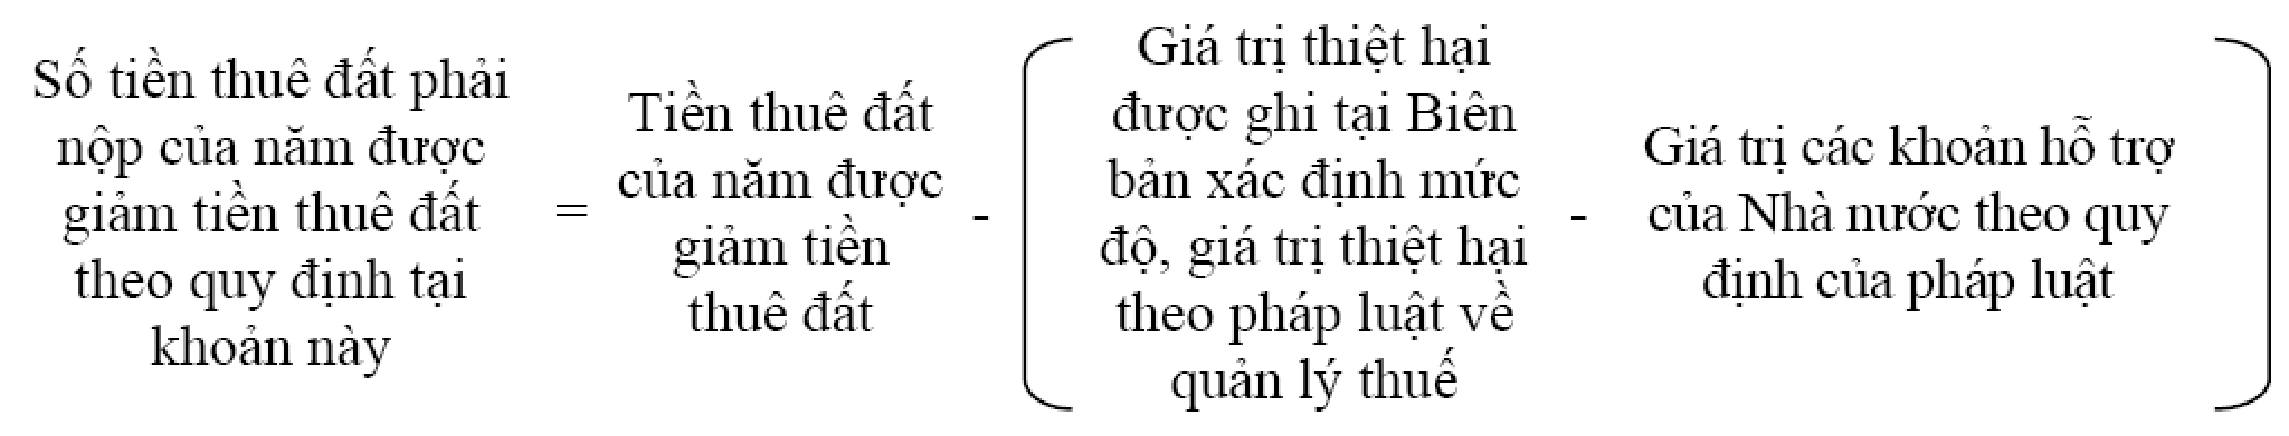 Số tiền thuê đất phải
nộp của năm được
giảm tiền thuê đất
theo quy định tại
khoản này
=
Tiền thuê đất
của năm được
giảm tiền
thuê đất
-
Giá trị thiệt hại
được ghi tại Biên
bản xác định mức
độ, giá trị thiệt hại
theo pháp luật về
quản lý thuế
-
Giá trị các khoản hỗ trợ
của Nhà nước theo quy
định của pháp luật